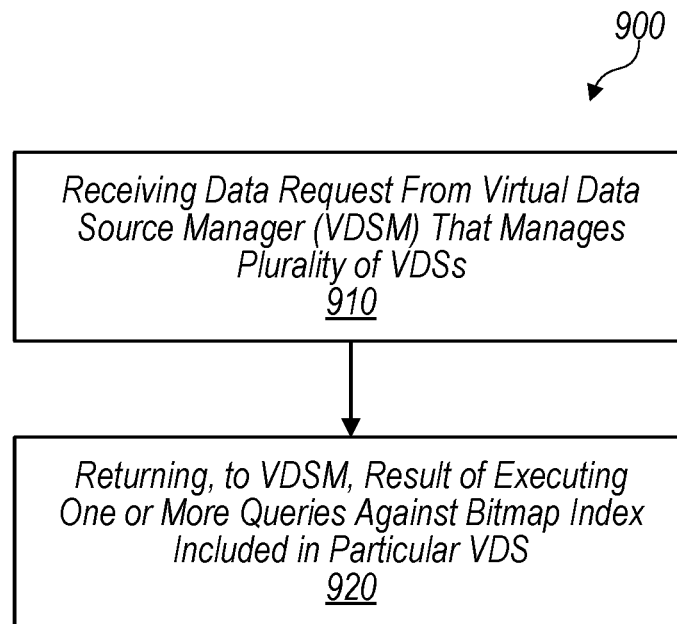 900
Receiving Data Request From Virtual Data
Source Manager (VDSM) That Manages
Plurality of VDSs
910
Returning, to VDSM, Result of Executing
One or More Queries Against Bitmap Index
Included in Particular VDS
920